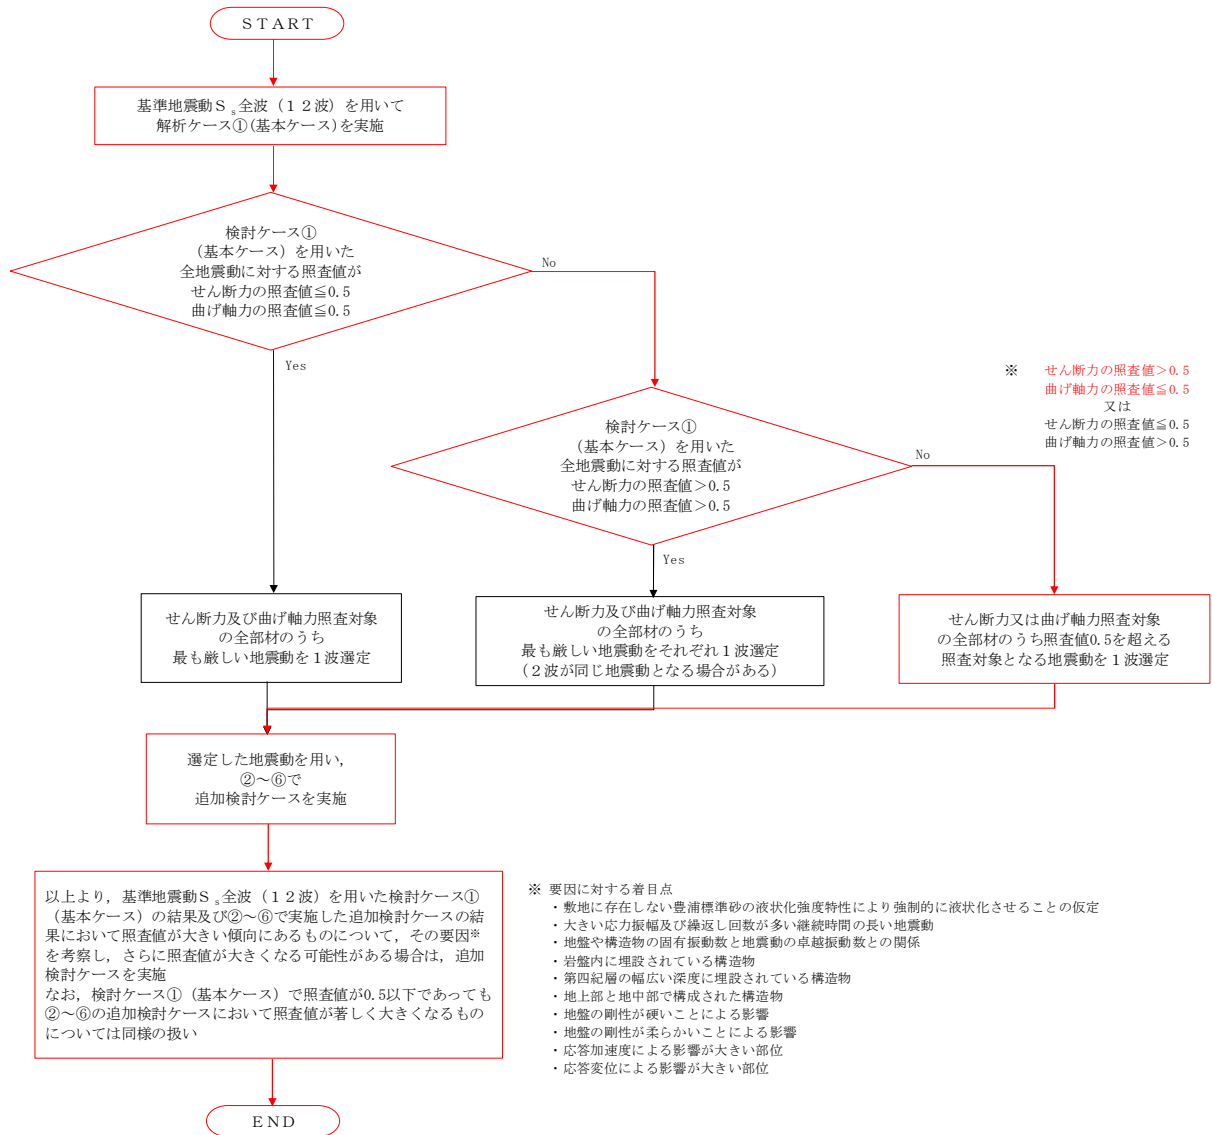 ＳＴＡＲＴ
基準地震動Ｓｓ全波（１２波）を用いて
解析ケース①(基本ケース)を実施
検討ケース①
（基本ケース）を用いた
全地震動に対する照査値が
せん断力の照査値≦0.5
曲げ軸力の照査値≦0.5
No
Yes
※
せん断力の照査値＞0.5
曲げ軸力の照査値≦0.5
又は
せん断力の照査値≦0.5
曲げ軸力の照査値＞0.5
検討ケース①
（基本ケース）を用いた
全地震動に対する照査値が
せん断力の照査値＞0.5
曲げ軸力の照査値＞0.5
No
Yes
せん断力及び曲げ軸力照査対象
の全部材のうち
最も厳しい地震動を１波選定
せん断力及び曲げ軸力照査対象
の全部材のうち
最も厳しい地震動をそれぞれ１波選定
（２波が同じ地震動となる場合がある）
せん断力又は曲げ軸力照査対象
の全部材のうち照査値0.5を超える
照査対象となる地震動を１波選定
選定した地震動を用い，
②～⑥で
追加検討ケースを実施
以上より，基準地震動Ｓｓ全波（１２波）を用いた検討ケース①
（基本ケース）の結果及び②～⑥で実施した追加検討ケースの結
果において照査値が大きい傾向にあるものについて，その要因※
を考察し，さらに照査値が大きくなる可能性がある場合は，追加
検討ケースを実施
なお，検討ケース①（基本ケース）で照査値が0.5以下であっても
②～⑥の追加検討ケースにおいて照査値が著しく大きくなるもの
については同様の扱い
※ 要因に対する着目点
・敷地に存在しない豊浦標準砂の液状化強度特性により強制的に液状化させることの仮定
・大きい応力振幅及び繰返し回数が多い継続時間の長い地震動
・地盤や構造物の固有振動数と地震動の卓越振動数との関係
・岩盤内に埋設されている構造物
・第四紀層の幅広い深度に埋設されている構造物
・地上部と地中部で構成された構造物
・地盤の剛性が硬いことによる影響
・地盤の剛性が柔らかいことによる影響
・応答加速度による影響が大きい部位
・応答変位による影響が大きい部位
ＥＮＤ